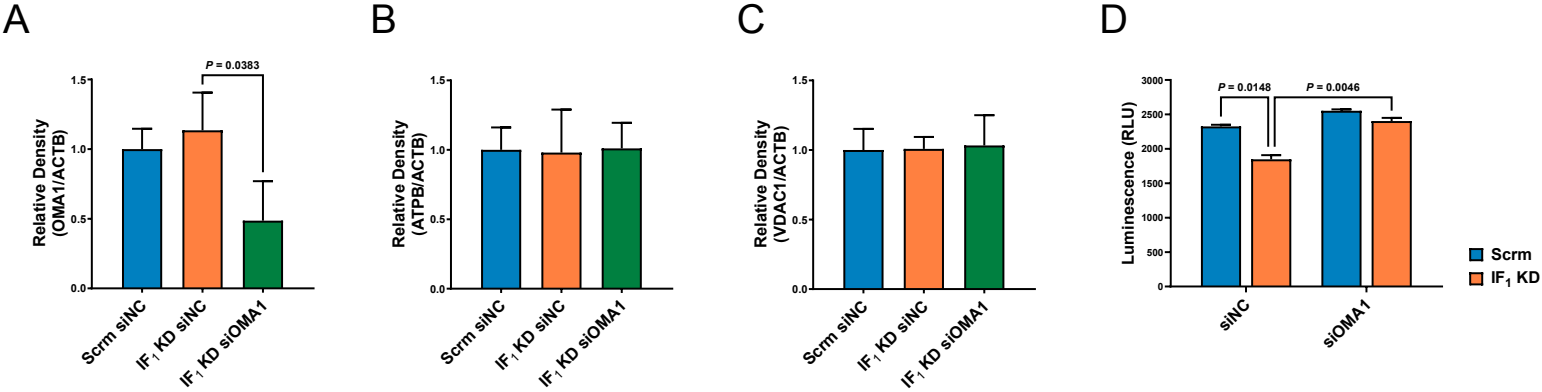 A
Relative Density
(OMA1/ACTB)
1.5
1.0
0.5
0.0
P = 0.0383
Scrm siNC
IF₁ KD siNC
IF₁ KD siOMA1
B
Relative Density
(ATPB/ACTB)
1.5
1.0
0.5
0.0
Scrm siNC
IF₁ KD siNC
IF₁ KD siOMA1
C
Relative Density
(VDAC1/ACTB)
1.5
1.0
0.5
0.0
Scrm siNC
IF₁ KD siNC
IF₁ KD siOMA1
D
Luminescence (RLU)
3000
2500
2000
1500
1000
500
0
P = 0.0148
P = 0.0046
siNC
siOMA1
Scrm
IF₁ KD